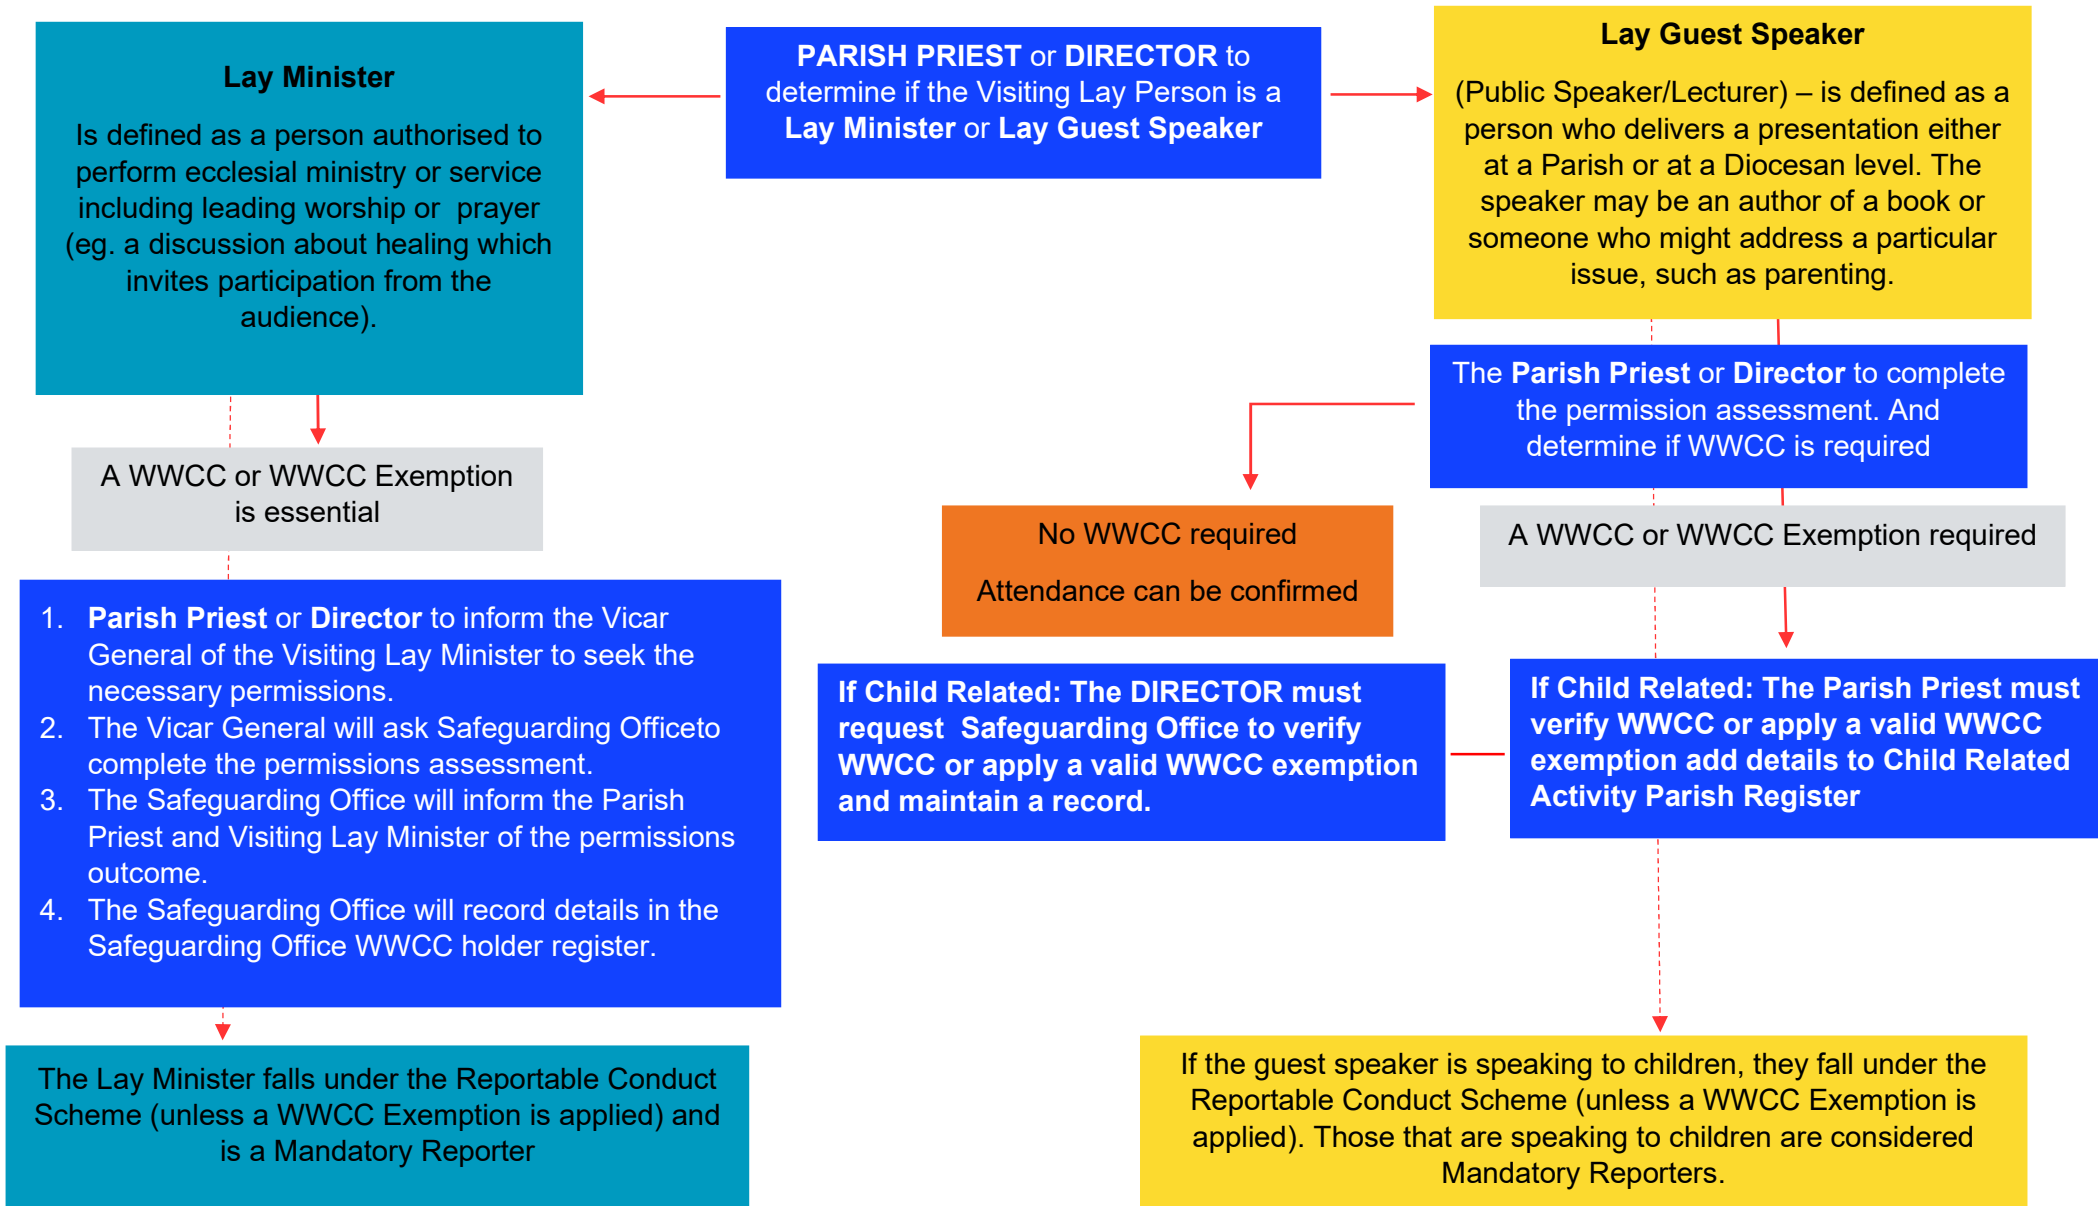 PARISH PRIEST or DIRECTOR to
determine if the Visiting Lay Person is a
Lay Minister or Lay Guest Speaker
Lay Minister
Is defined as a person authorised to
perform ecclesial ministry or service
including leading worship or prayer
(eg. a discussion about healing which
invites participation from the
audience).
A WWCC or WWCC Exemption
is essential
1. Parish Priest or Director to inform the Vicar
General of the Visiting Lay Minister to seek the
necessary permissions.
2. The Vicar General will ask Safeguarding Officeto
complete the permissions assessment.
3. The Safeguarding Office will inform the Parish
Priest and Visiting Lay Minister of the permissions
outcome.
4. The Safeguarding Office will record details in the
Safeguarding Office WWCC holder register.
The Lay Minister falls under the Reportable Conduct
Scheme (unless a WWCC Exemption is applied) and
is a Mandatory Reporter
Lay Guest Speaker
(Public Speaker/Lecturer) – is defined as a
person who delivers a presentation either
at a Parish or at a Diocesan level. The
speaker may be an author of a book or
someone who might address a particular
issue, such as parenting.
The Parish Priest or Director to complete
the permission assessment. And
determine if WWCC is required
No WWCC required
Attendance can be confirmed
A WWCC or WWCC Exemption required
If Child Related: The DIRECTOR must
request Safeguarding Office to verify
WWCC or apply a valid WWCC exemption
and maintain a record.
If Child Related: The Parish Priest must
verify WWCC or apply a valid WWCC
exemption add details to Child Related
Activity Parish Register
If the guest speaker is speaking to children, they fall under the
Reportable Conduct Scheme (unless a WWCC Exemption is
applied). Those that are speaking to children are considered
Mandatory Reporters.